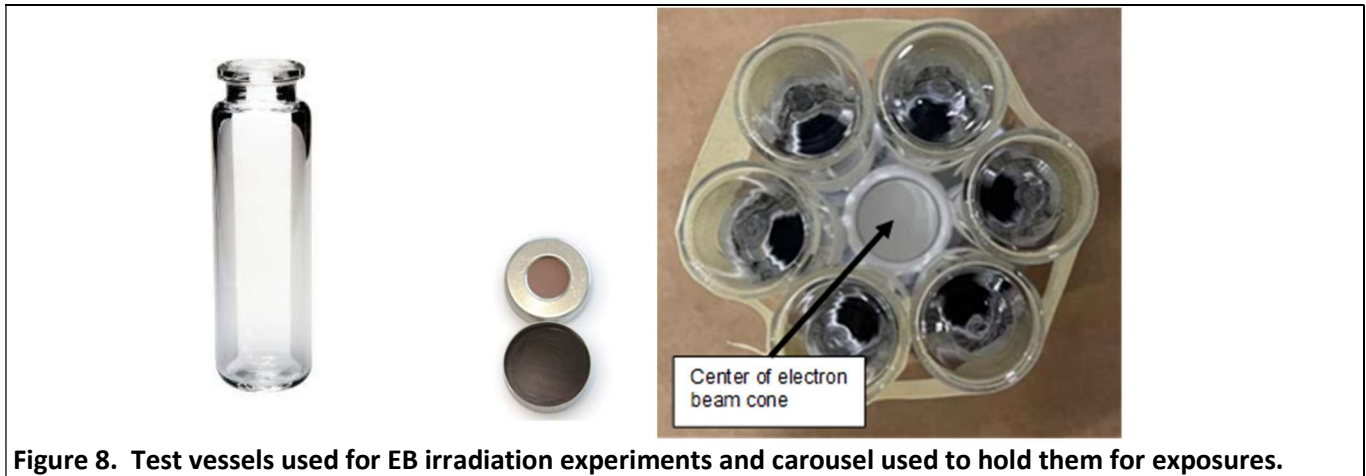 Center of electron
beam cone
Figure 8.  Test vessels used for EB irradiation experiments and carousel used to hold them for exposures.